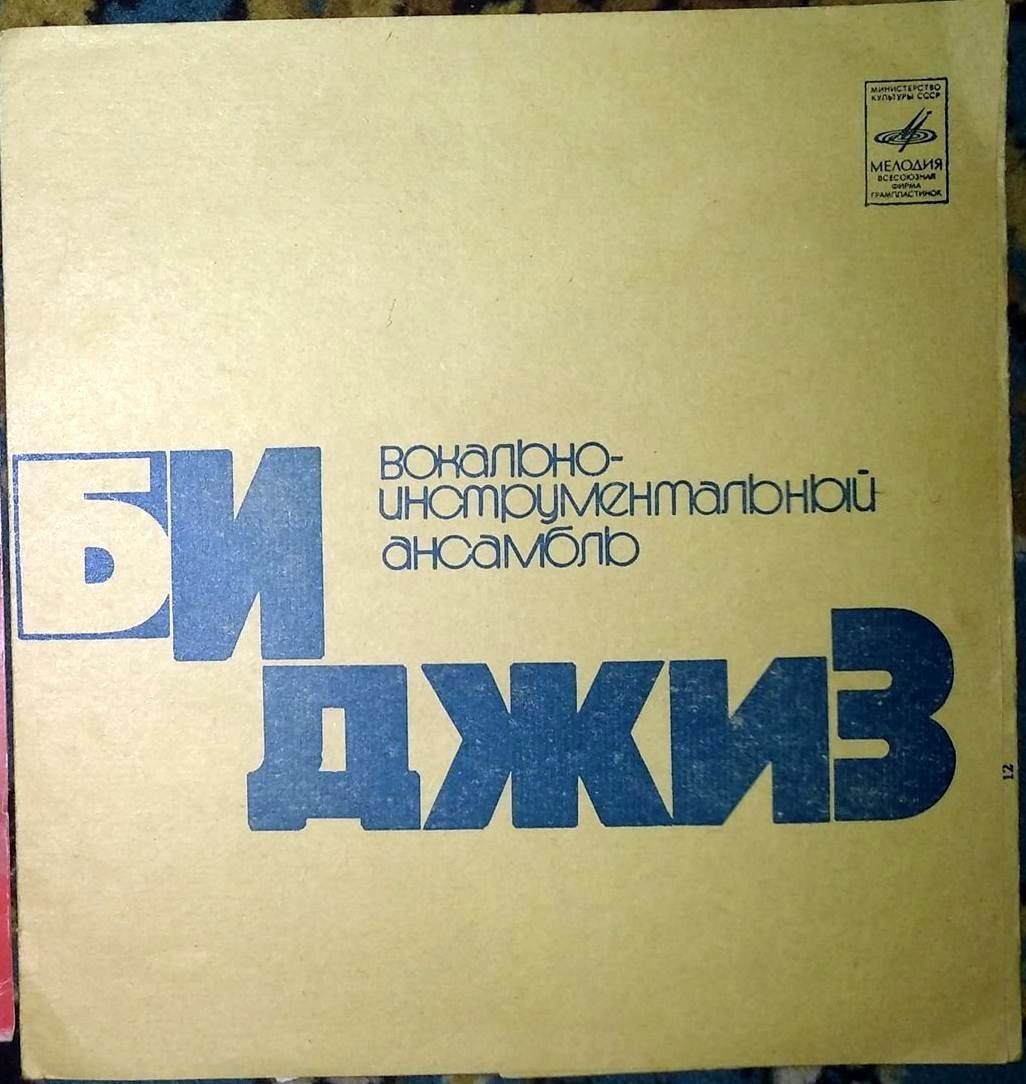 МИНИСТЕРСТВО
КУЛЬТУРЫ СССР
МЕЛОДИЯ
ВСЕСОЮЗНАЯ
ФИРМА
ГРАМПЛАСТИНОК
БИ
вокально-
инструментальный
ансамбль
ДЖИЗ
12